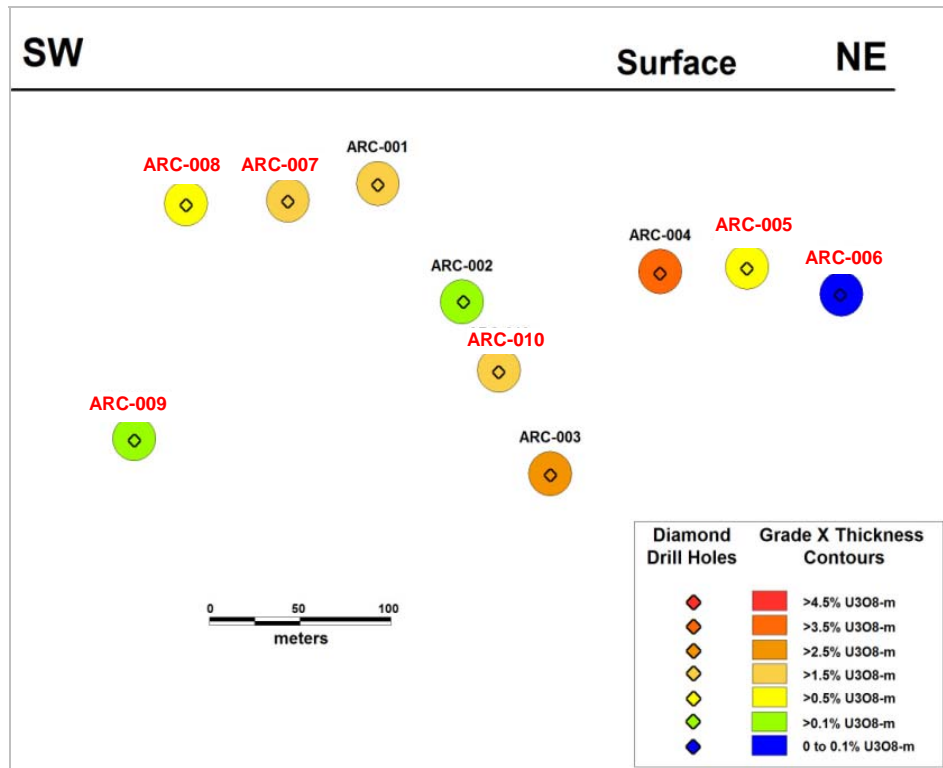 SW
Surface
NE
ARC-001
ARC-008
ARC-007
ARC-005
ARC-004
ARC-006
ARC-002
ARC-010
ARC-009
ARC-003
0 50 100
meters
Diamond
Drill Holes
Grade X Thickness
Contours
>4.5% U3O8-m
>3.5% U3O8-m
>2.5% U3O8-m
>1.5% U3O8-m
>0.5% U3O8-m
>0.1% U3O8-m
0 to 0.1% U3O8-m